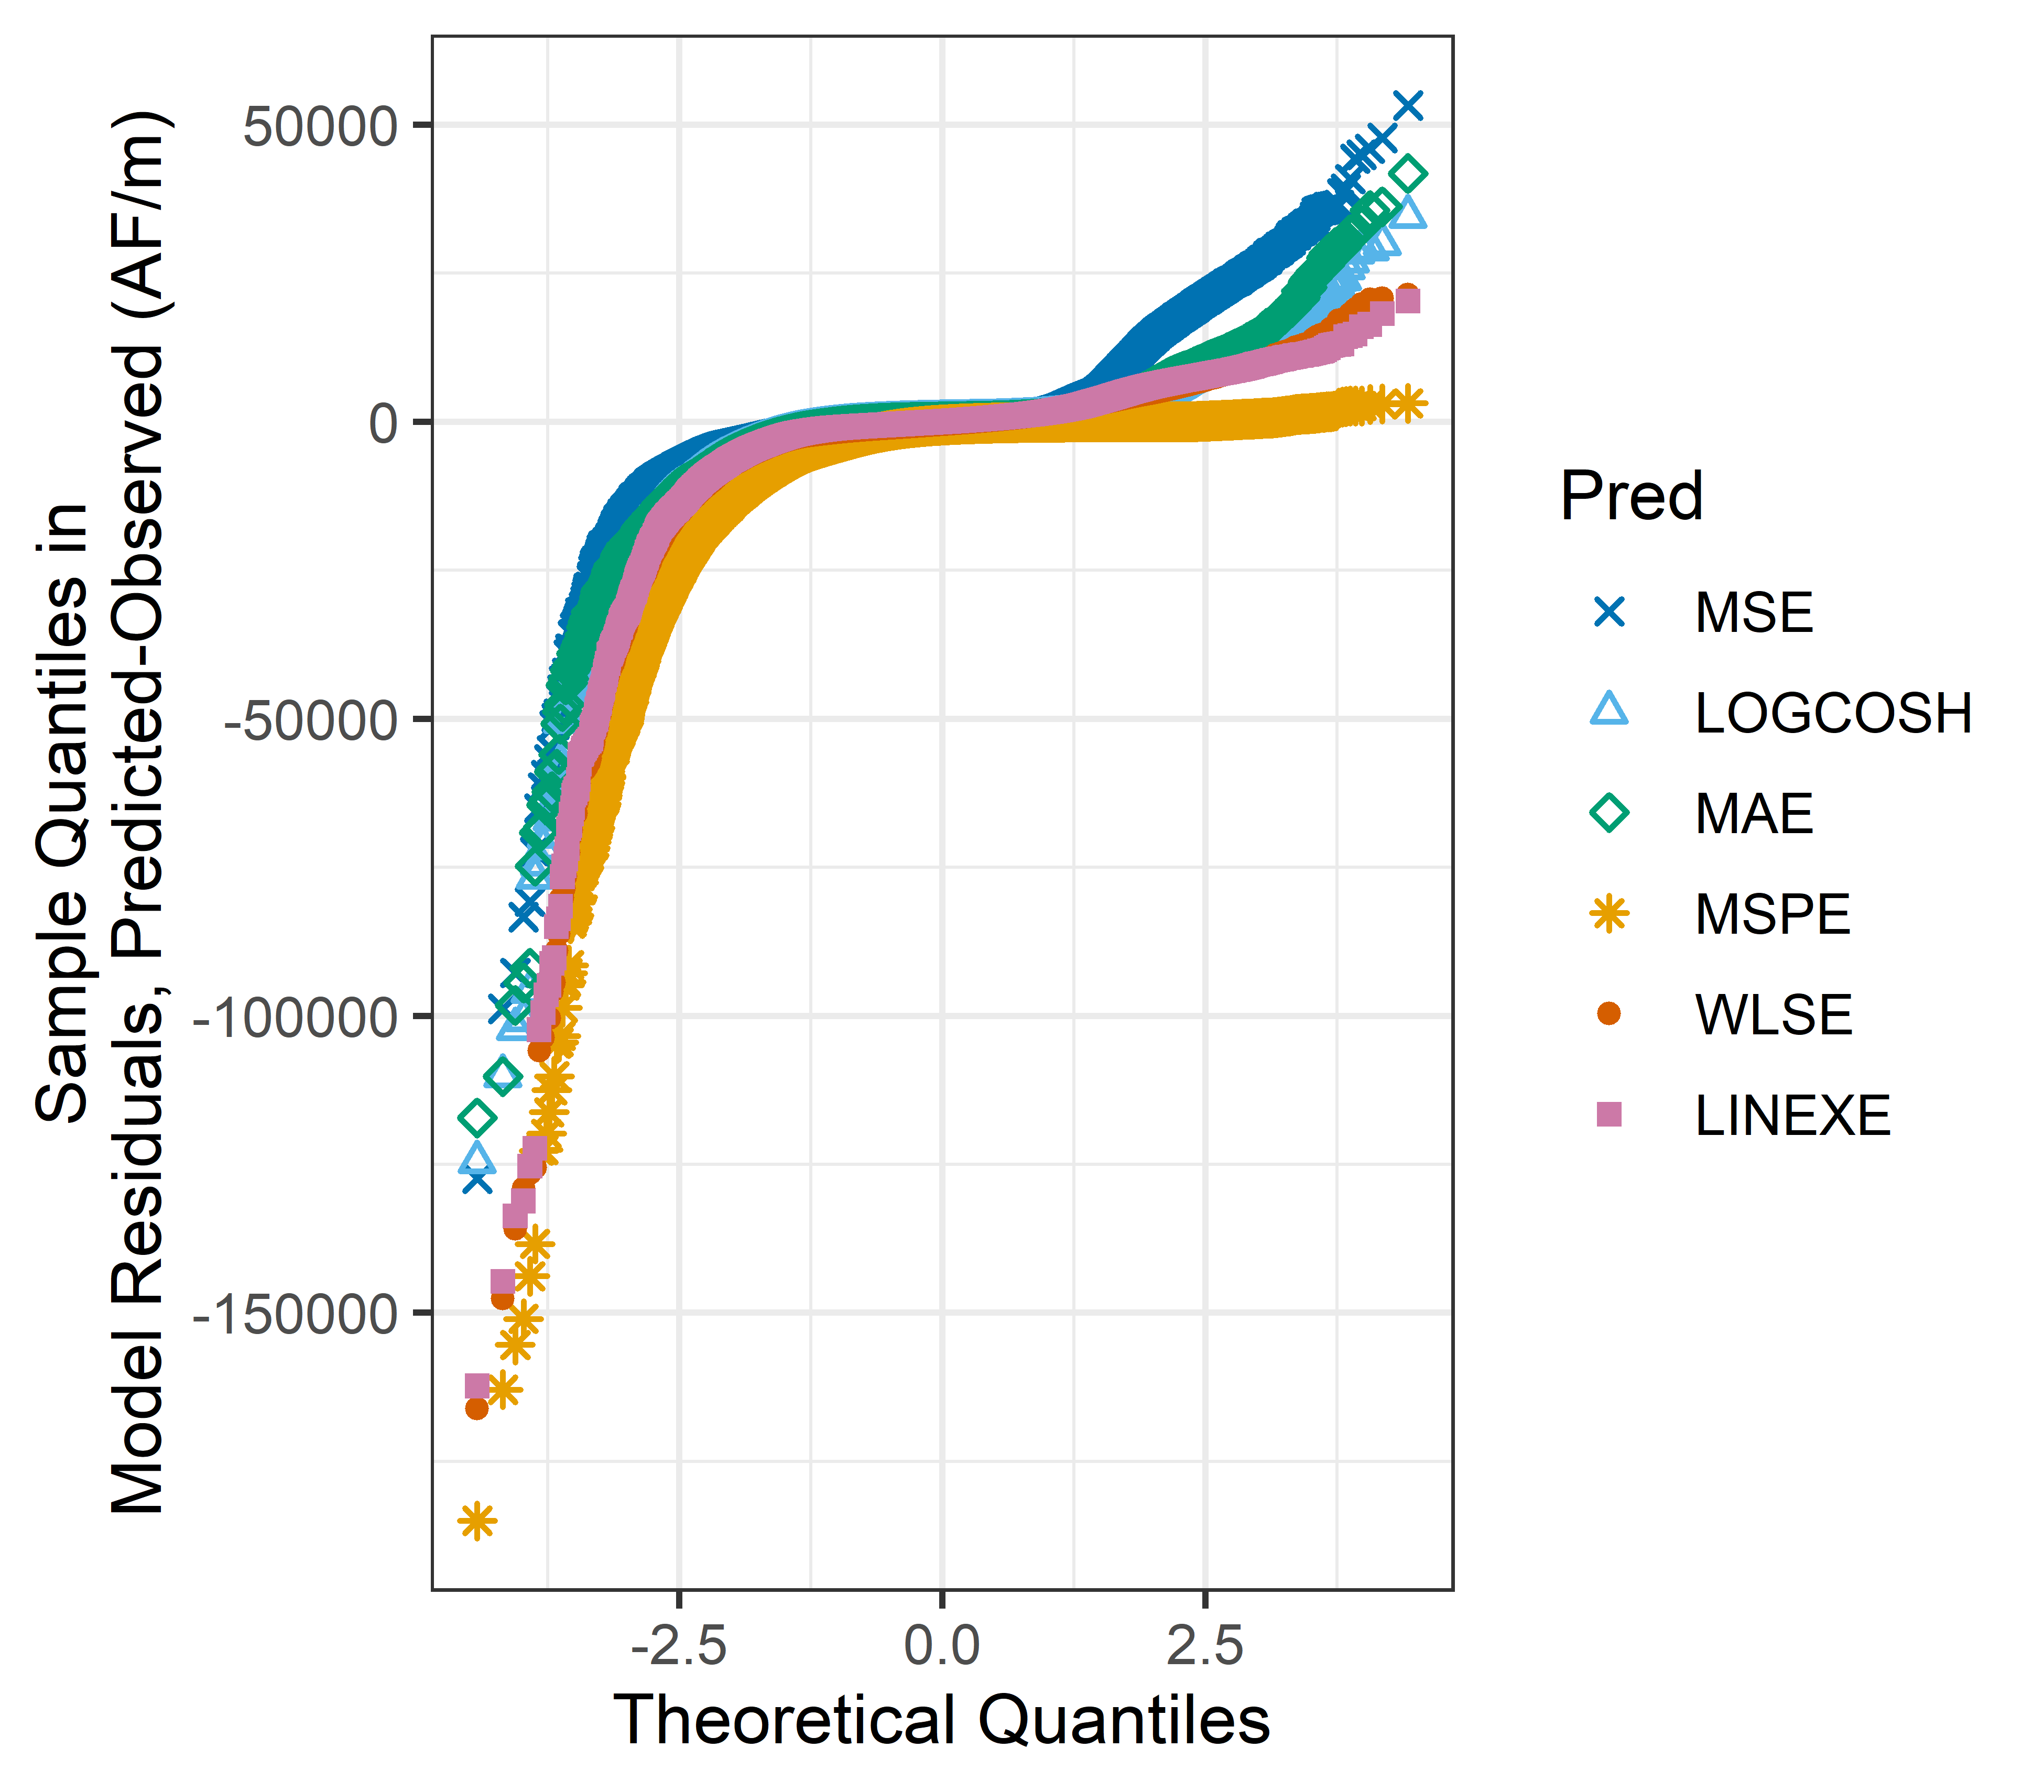 Sample Quantiles in
Model Residuals, Predicted-Observed (AF/m)
50000
0
-50000
-100000
-150000
-2.5
0.0
2.5
Theoretical Quantiles
Pred
MSE
LOGCOSH
MAE
MSPE
WLSE
LINEXE